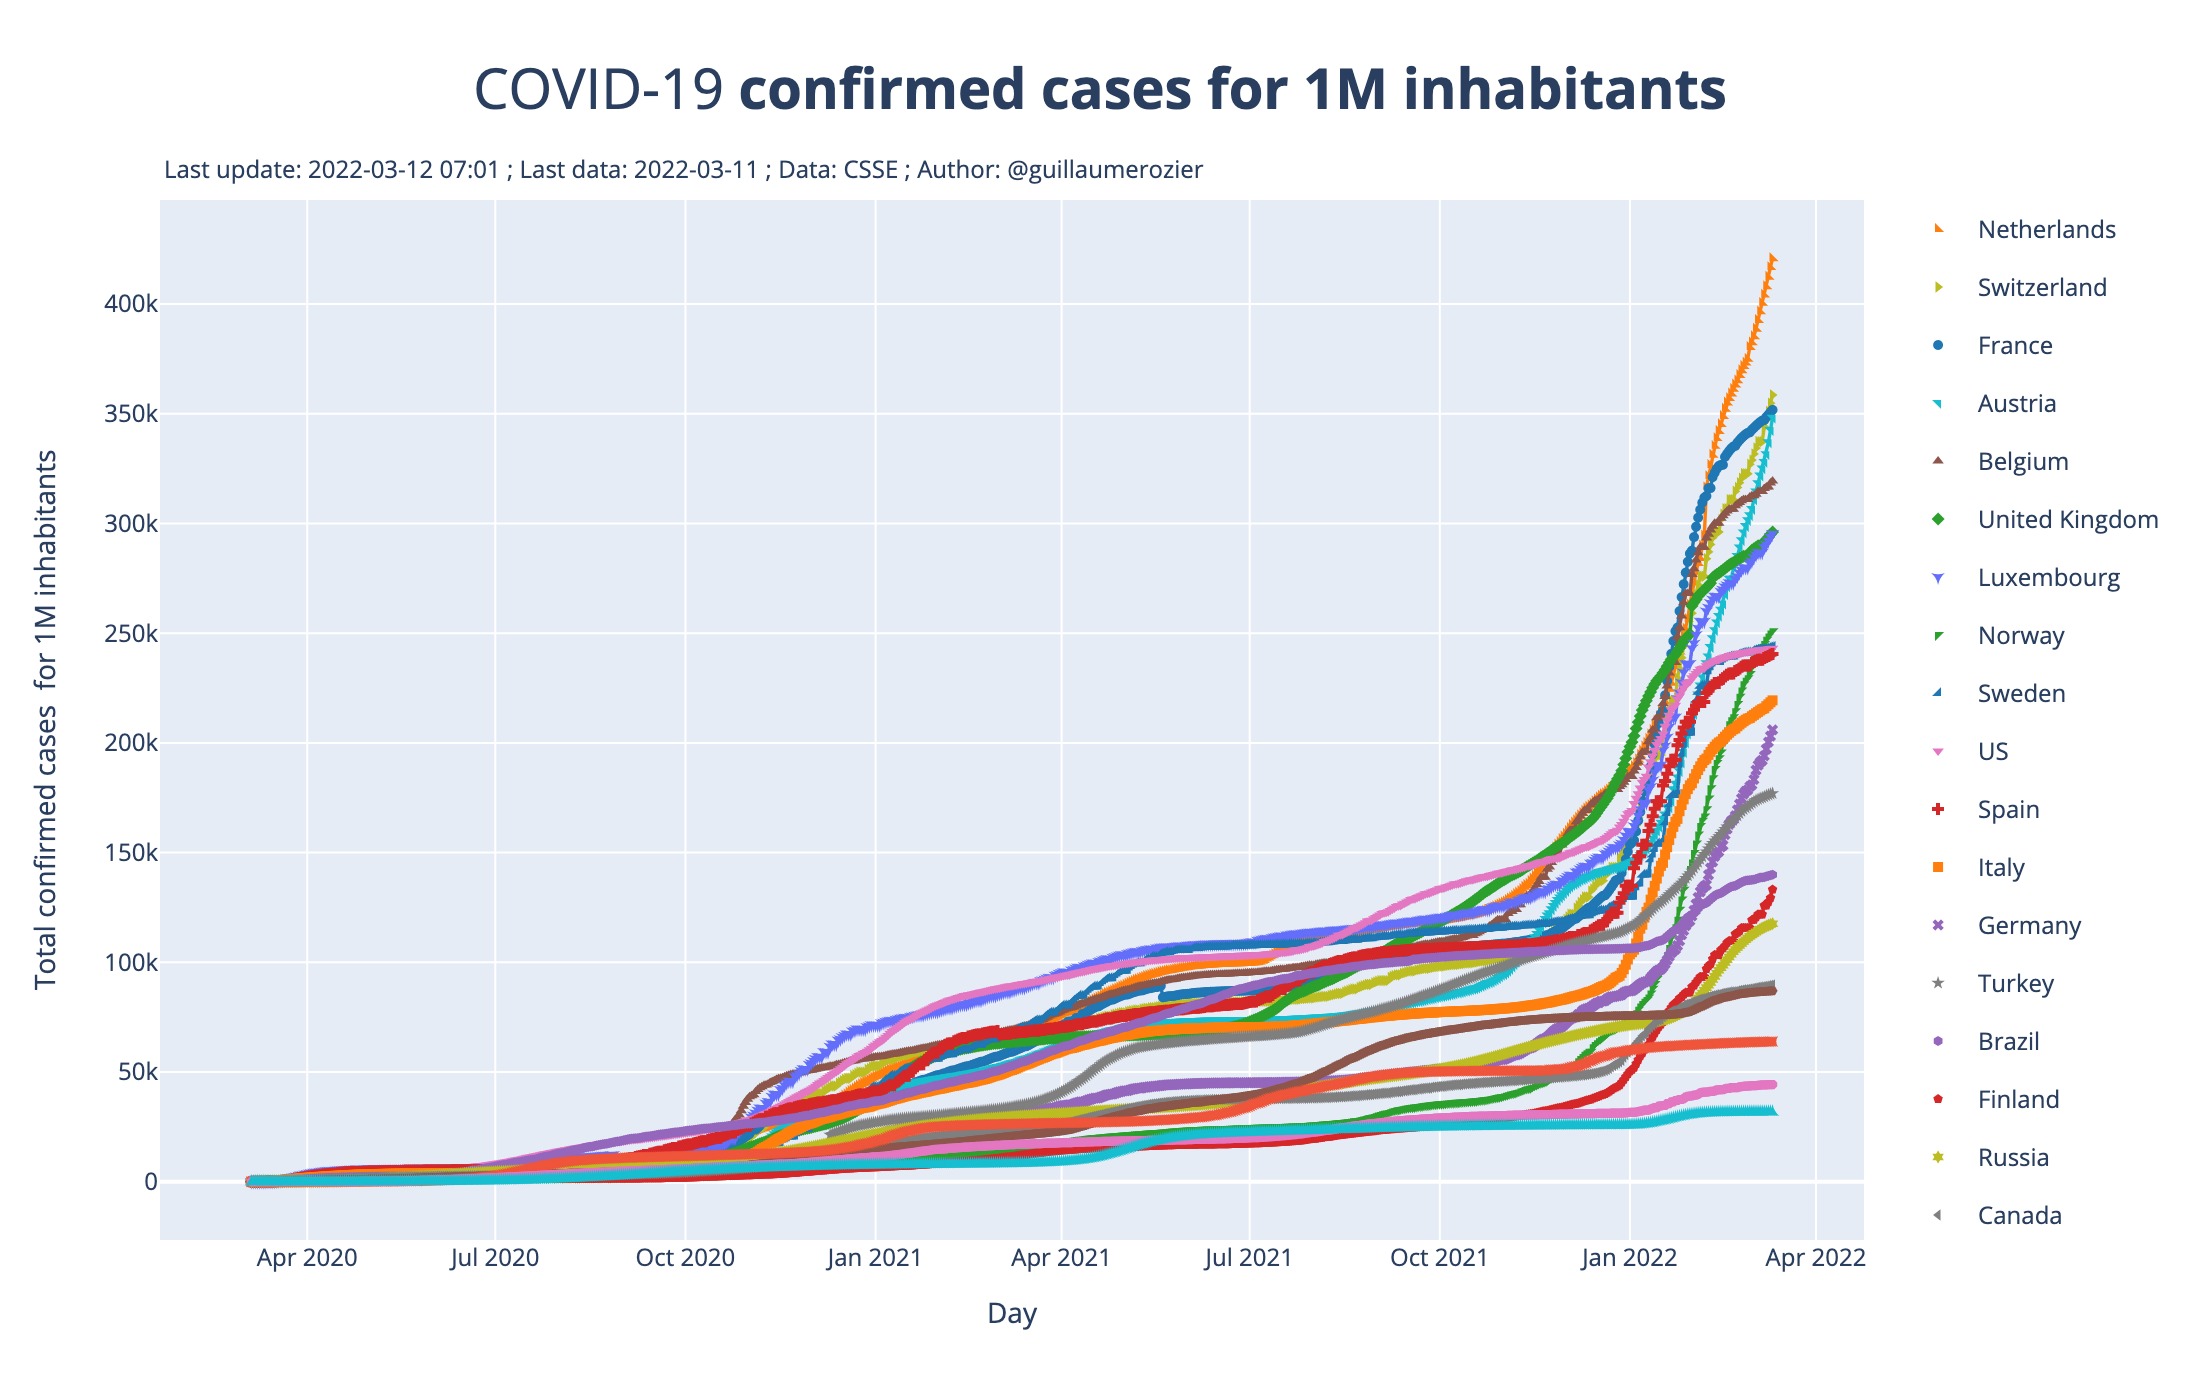 COVID-19 confirmed cases for 1M inhabitants
Last update: 2022-03-12 07:01 ; Last data: 2022-03-11 ; Data: CSSE ; Author: @guillaumerozier
Total confirmed cases for 1M inhabitants
400k
350k
300k
250k
200k
150k
100k
50k
0
Apr 2020
Jul 2020
Oct 2020
Jan 2021
Apr 2021
Jul 2021
Oct 2021
Jan 2022
Apr 2022
Day
Netherlands
Switzerland
France
Austria
Belgium
United Kingdom
Luxembourg
Norway
Sweden
US
Spain
Italy
Germany
Turkey
Brazil
Finland
Russia
Canada